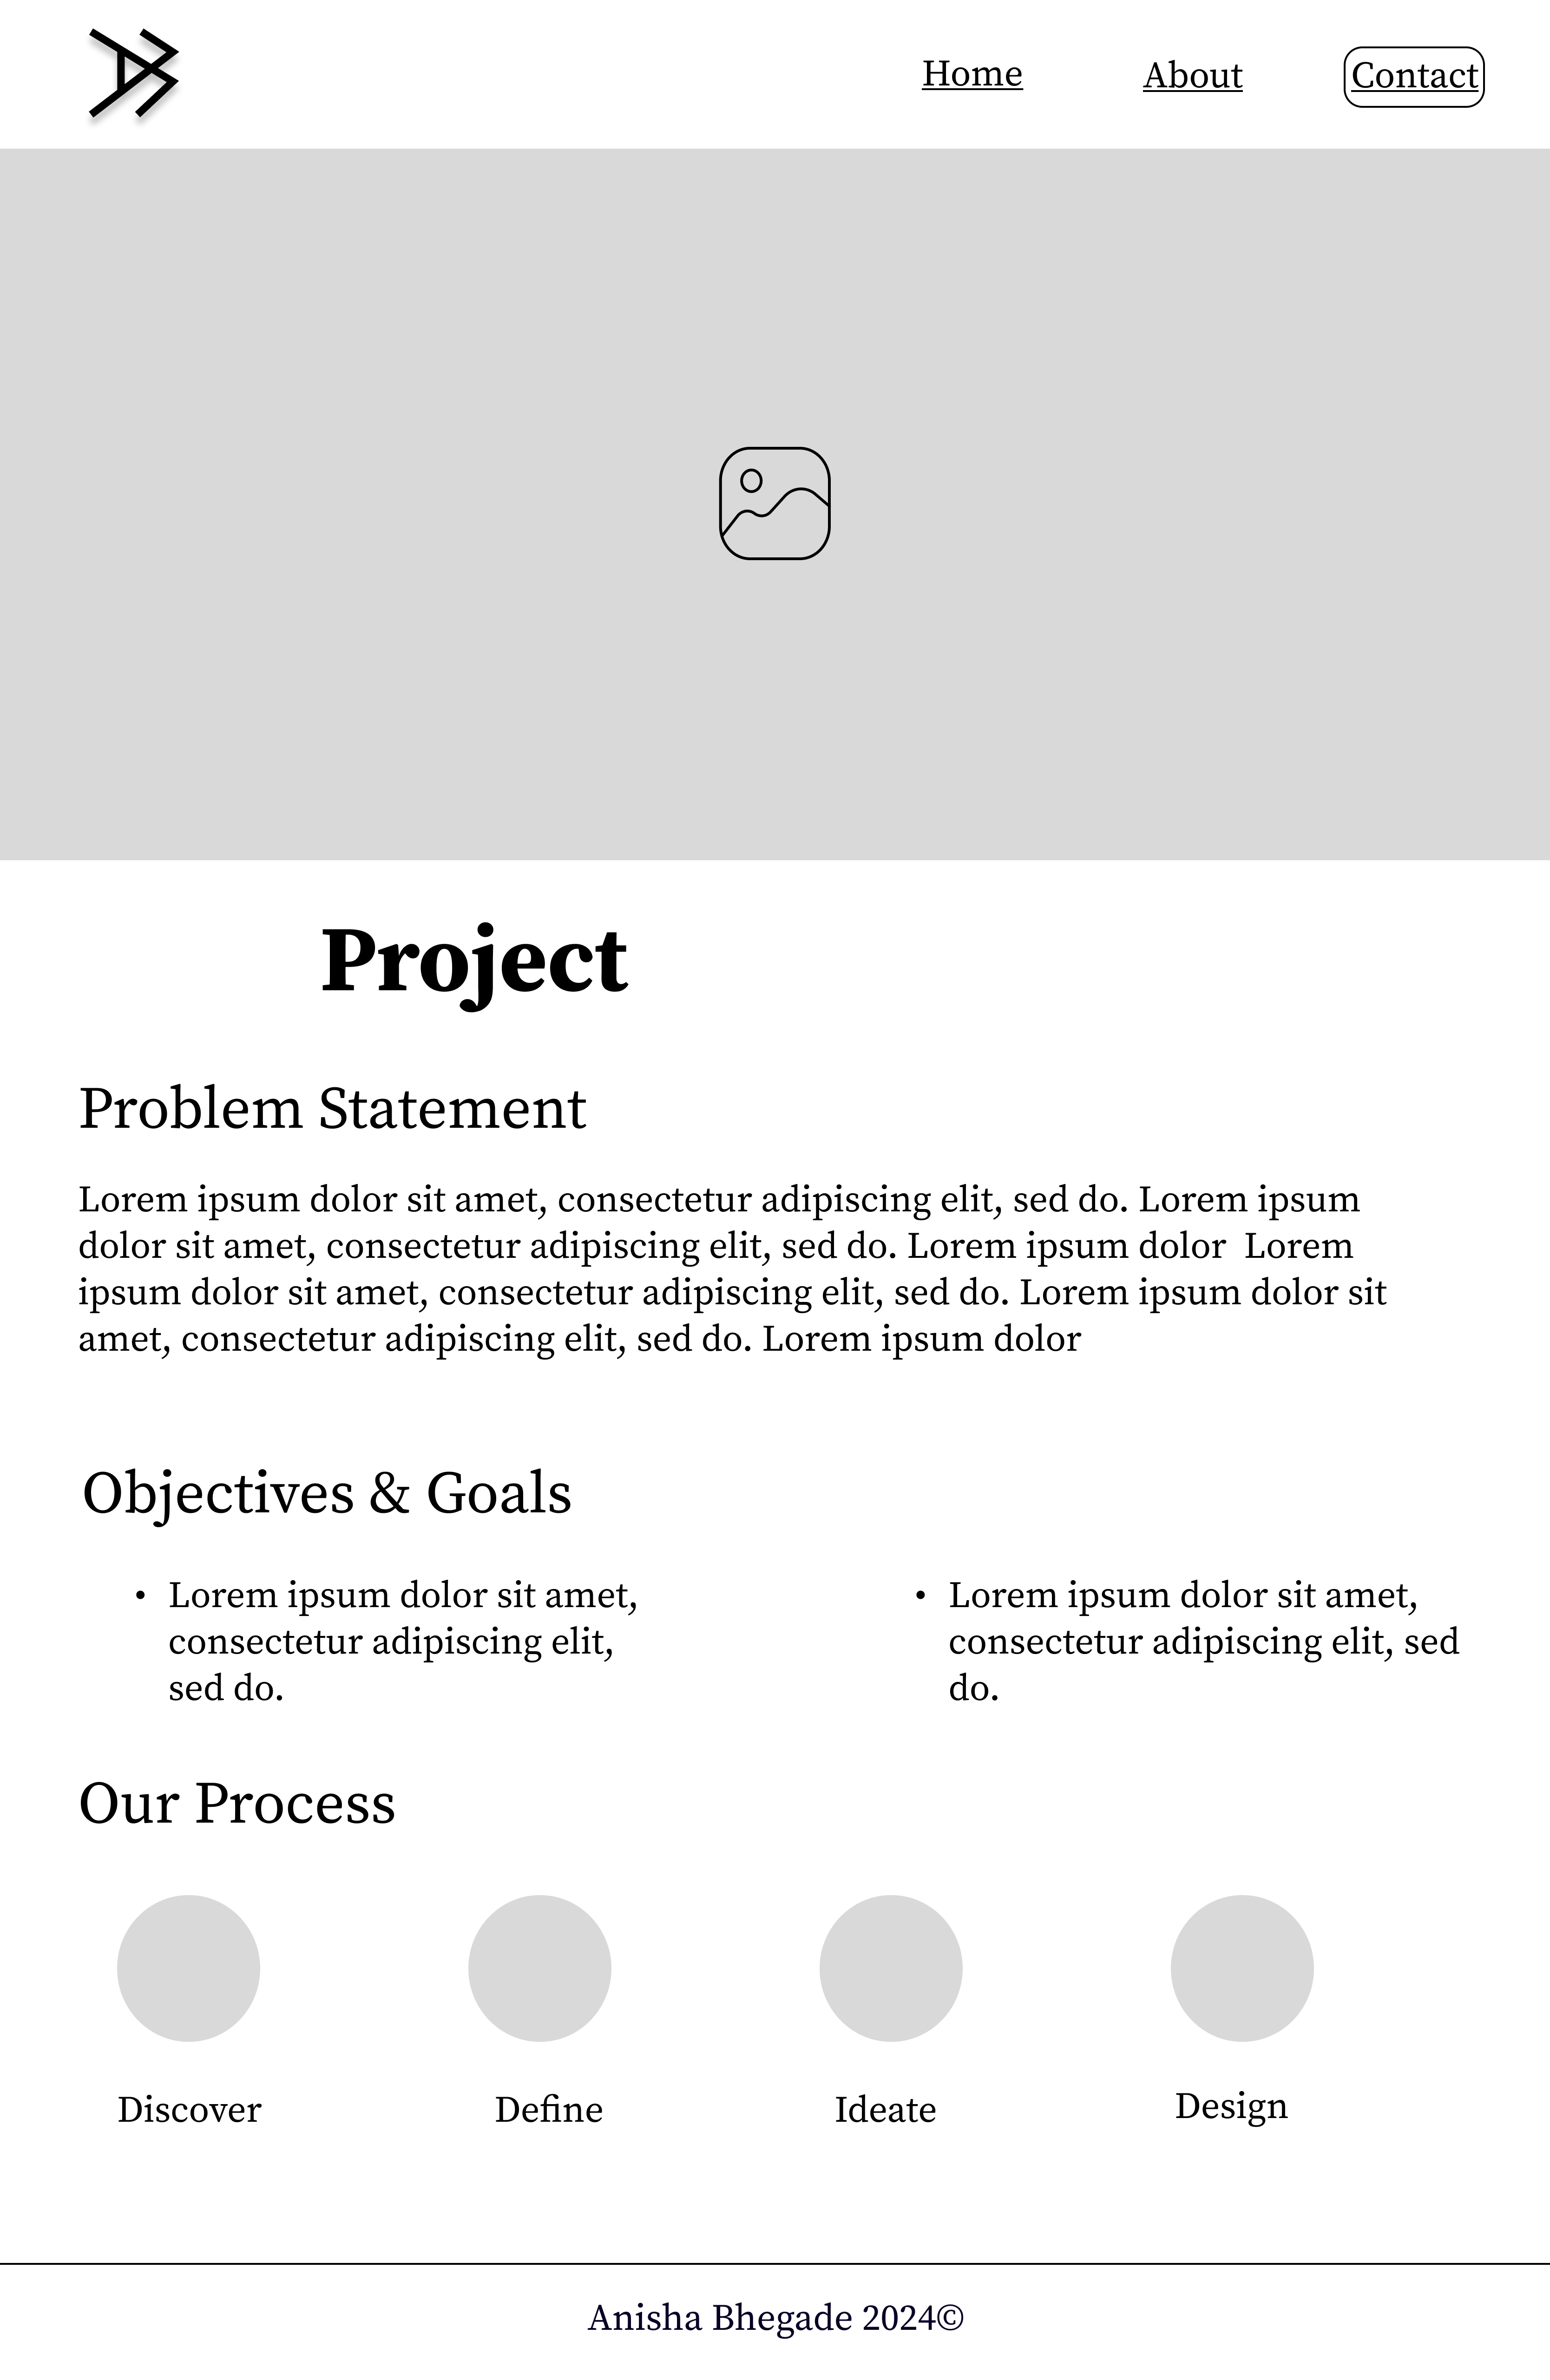 Home About Contact
Project
Problem Statement
Lorem ipsum dolor sit amet, consectetur adipiscing elit, sed do. Lorem ipsum
dolor sit amet, consectetur adipiscing elit, sed do. Lorem ipsum dolor  Lorem
ipsum dolor sit amet, consectetur adipiscing elit, sed do. Lorem ipsum dolor sit
amet, consectetur adipiscing elit, sed do. Lorem ipsum dolor
Objectives & Goals
• Lorem ipsum dolor sit amet,
consectetur adipiscing elit,
sed do.
• Lorem ipsum dolor sit amet,
consectetur adipiscing elit, sed
do.
Our Process
Discover Define Ideate Design
Anisha Bhegade 2024©